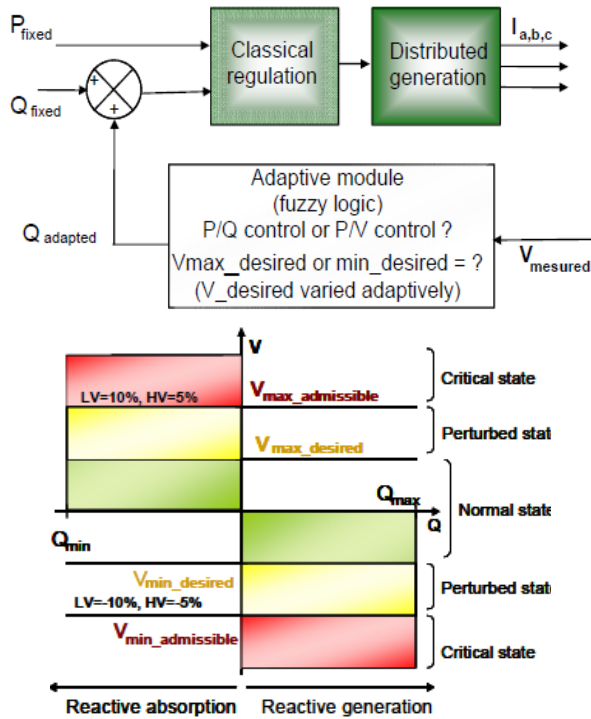 P fixed
Q fixed
+
+
Classical
regulation
Distributed
generation
I a,b,c
Adaptive module
(fuzzy logic)
P/Q control or P/V control ?
Vmax_desired or min_desired = ?
(V_desired varied adaptively)
Q adapted
V mesured
V
LV=10%, HV=5%
V max_admissible
Critical state
V max_desired
Perturbed state
Q max
Q
Normal state
Q min
V min_desired
LV=-10%, HV=-5%
Perturbed state
V min_admissible
Critical state
Reactive absorption
Reactive generation